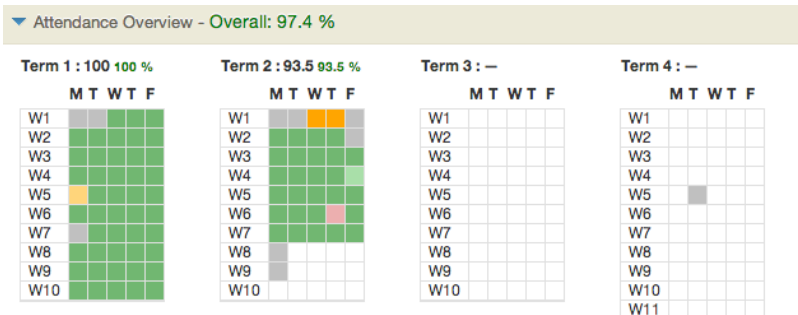 Attendance Overview - Overall: 97.4 %
Term 1 : 100 100 %
M T W T F
W1
W2
W3
W4
W5
W6
W7
W8
W9
W10
Term 2 : 93.5 93.5 %
M T W T F
W1
W2
W3
W4
W5
W6
W7
W8
W9
W10
Term 3 : —
M T W T F
W1
W2
W3
W4
W5
W6
W7
W8
W9
W10
Term 4 : —
M T W T F
W1
W2
W3
W4
W5
W6
W7
W8
W9
W10
W11